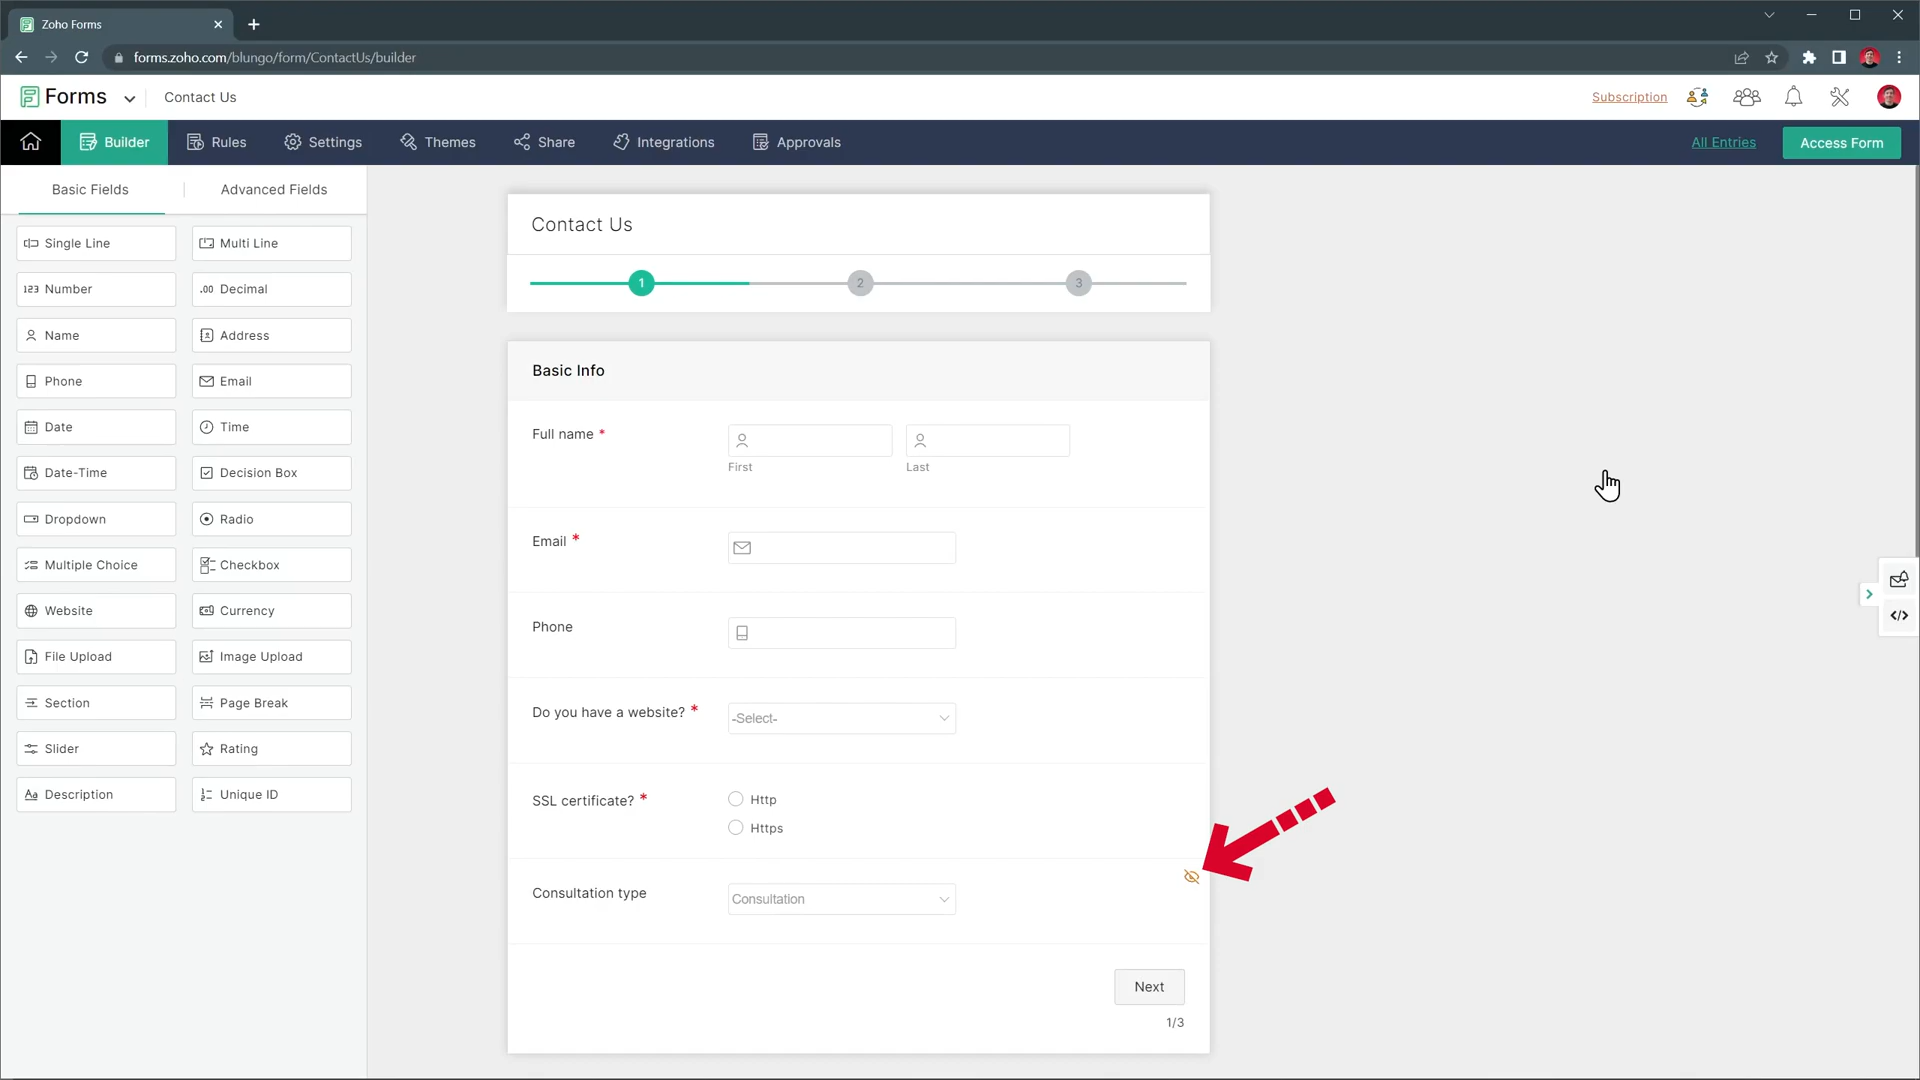 Zoho Forms
forms.zoho.com/blungo/form/ContactUs/builder
Forms
Contact Us
Subscription
Builder
Rules
Settings
Themes
Share
Integrations
Approvals
All Entries
Access Form
Basic Fields
Advanced Fields
Single Line
Multi Line
123 Number
.00 Decimal
Name
Address
Phone
Email
Date
Time
Date-Time
Decision Box
Dropdown
Radio
Multiple Choice
Checkbox
Website
Currency
File Upload
Image Upload
Section
Page Break
Slider
Rating
Aa Description
Unique ID
Contact Us
1
2
3
Basic Info
Full name *
First
Last
Email *
Phone
Do you have a website? *
-Select-
SSL certificate? *
Http
Https
Consultation type
Consultation
Next
1/3